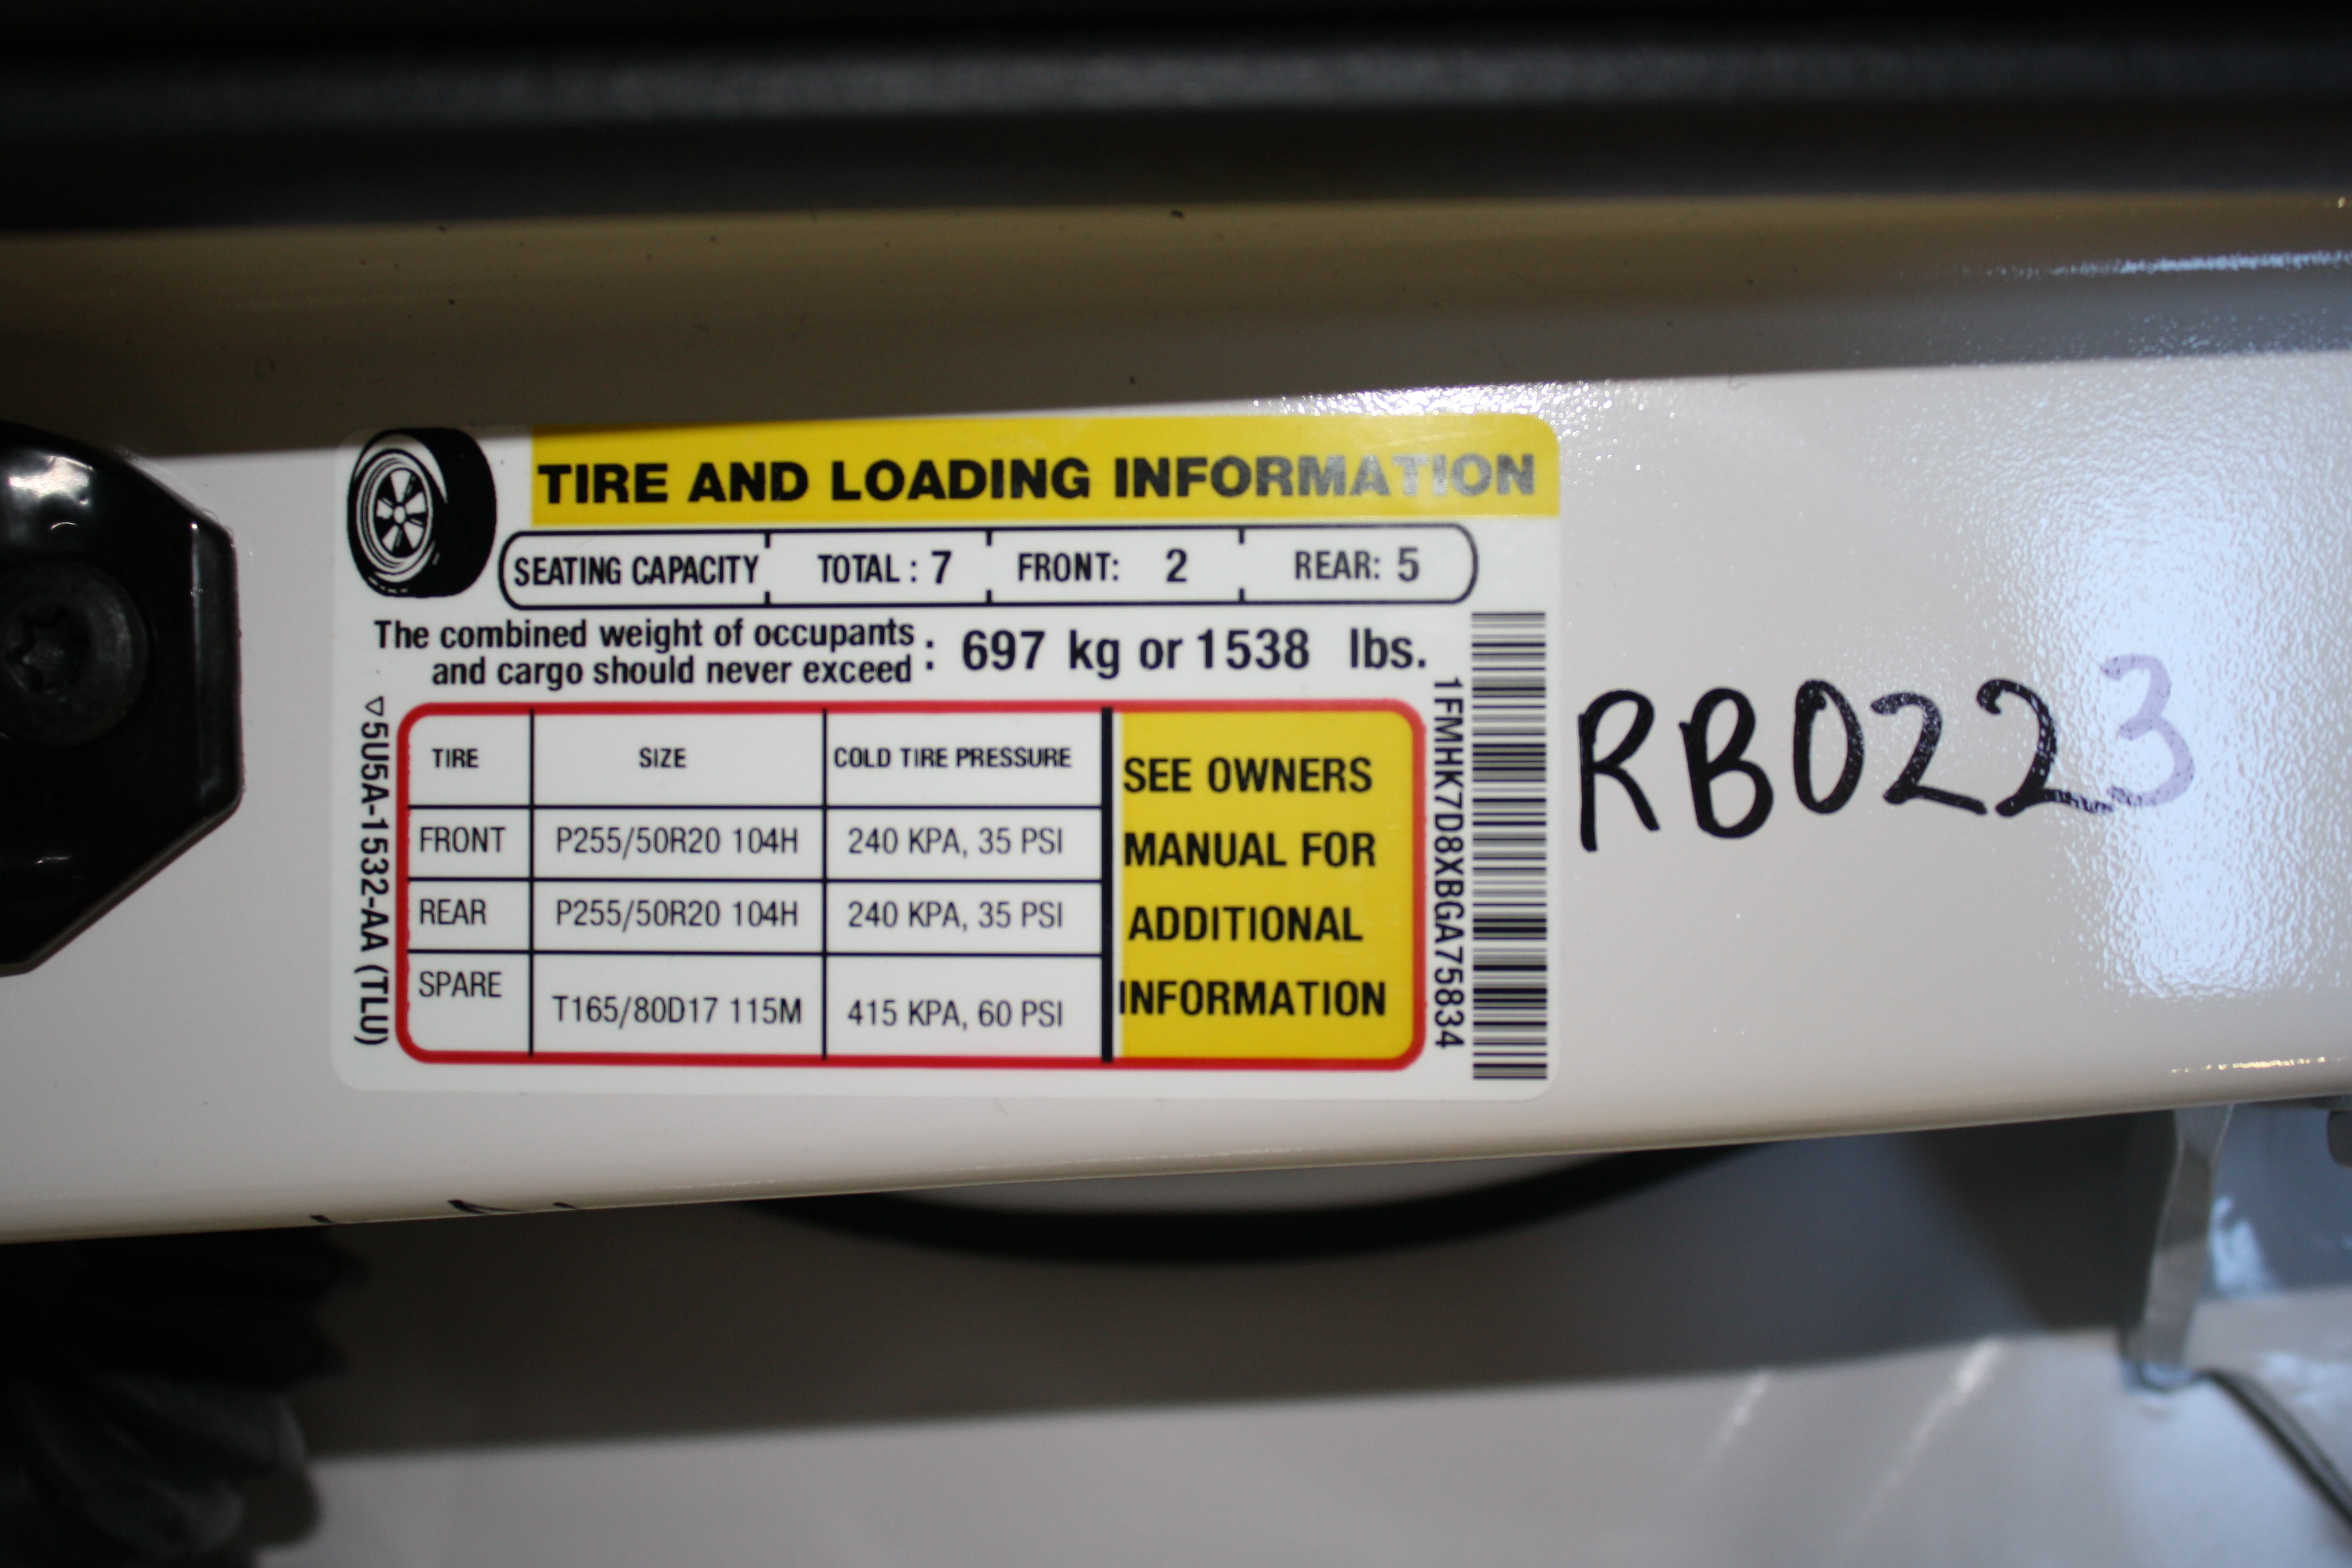 TIRE AND LOADING INFORMATION
SEATING CAPACITY TOTAL : 7 FRONT: 2 REAR: 5
The combined weight of occupants
and cargo should never exceed : 697 kg or 1538 lbs.
5U5A-1532-AA (TLU)
TIRE SIZE COLD TIRE PRESSURE
FRONT P255/50R20 104H 240 KPA, 35 PSI
REAR P255/50R20 104H 240 KPA, 35 PSI
SPARE T165/80D17 115M 415 KPA, 60 PSI
SEE OWNERS
MANUAL FOR
ADDITIONAL
INFORMATION
1FMHK7D8XBGA75834
RB0223